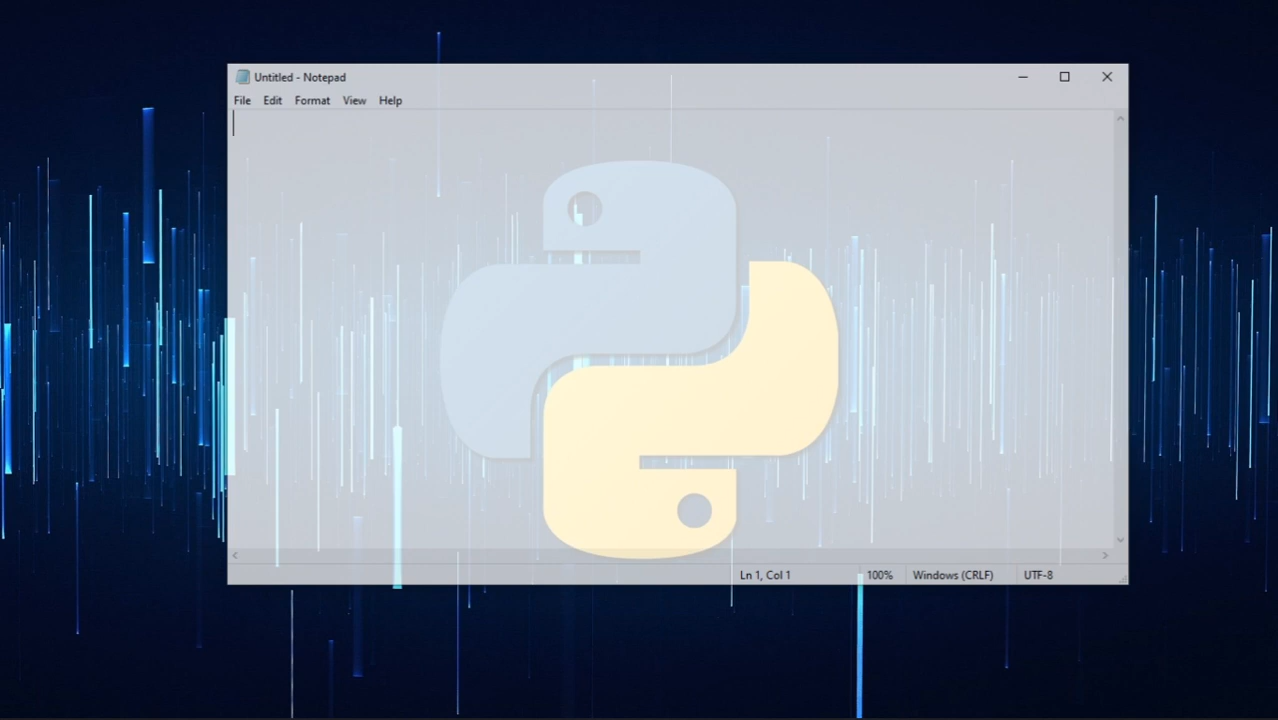 Untitled - Notepad
File Edit Format View Help
Ln 1, Col 1 100% Windows (CRLF) UTF-8